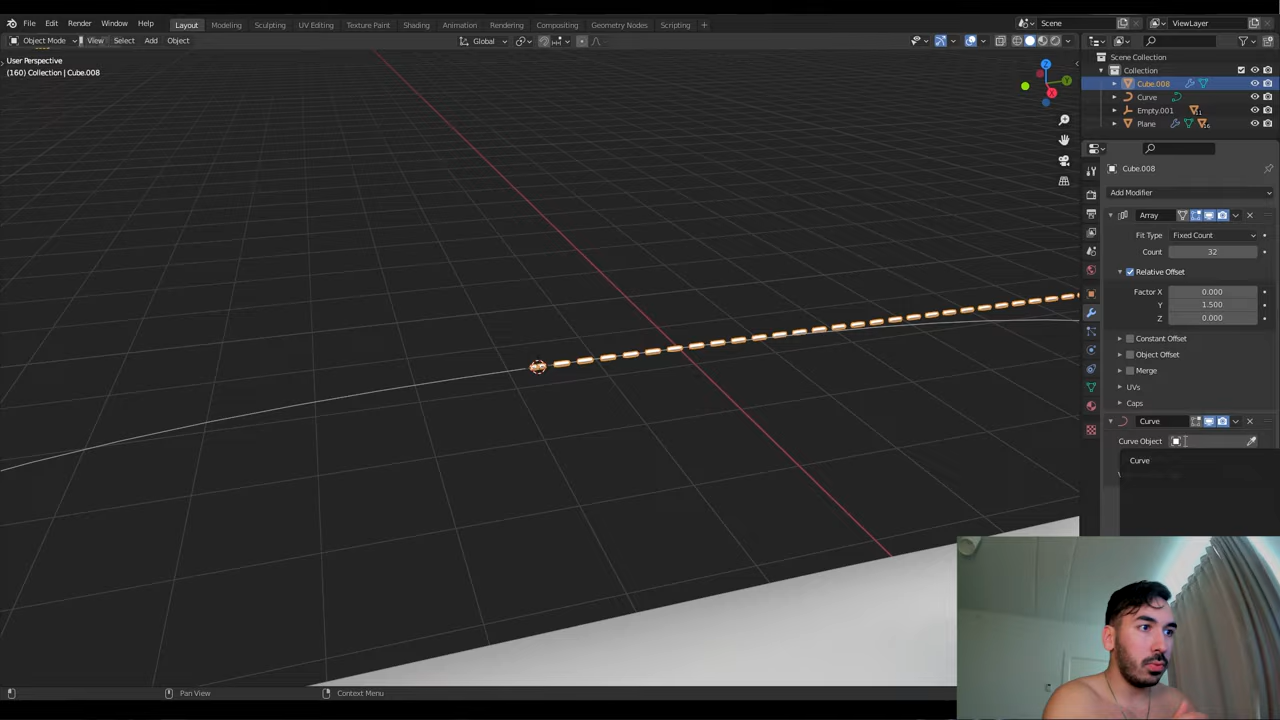 File Edit Render Window Help Layout Modeling Sculpting UV Editing Texture Paint Shading Animation Rendering Compositing Geometry Nodes Scripting + Scene ViewLayer
Object Mode View Select Add Object Global
User Perspective
(160) Collection | Cube.008
Z
Y
X
Scene Collection
Collection
Cube.008
Curve
Empty.001 11
Plane 16
Cube.008
Add Modifier
Array
Fit Type Fixed Count
Count 32
Relative Offset
Factor X 0.000
Y 1.500
Z 0.000
Constant Offset
Object Offset
Merge
UVs
Caps
Curve
Curve Object
Curve
Pan View Context Menu